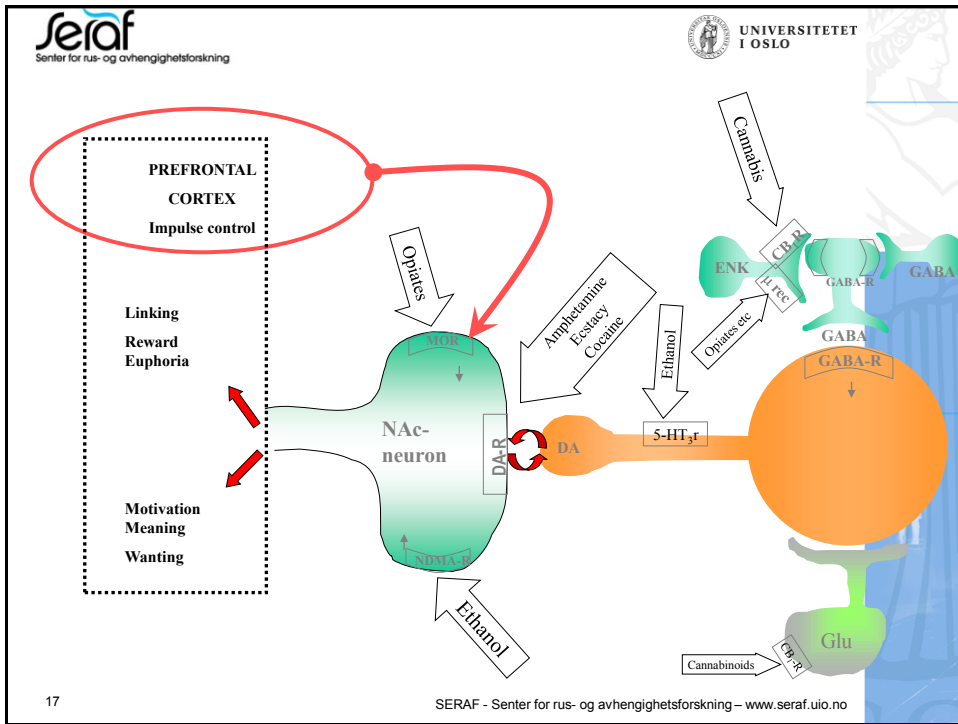 Seraf
Senter for rus- og avhengighetsforskning
UNIVERSITETET
I OSLO
PREFRONTAL
CORTEX
Impulse control
Linking
Reward
Euphoria
Motivation
Meaning
Wanting
Opiates
MOR
NAc-
neuron
DA-R
NDMA-R
Ethanol
Amphetamine
Ecstacy
Cocaine
DA
Ethanol
5-HT₃r
Cannabis
ENK
CB₁R
μ rec
Opiates etc
GABA-R
GABA
GABA
GABA-R
Glu
CB₁-R
Cannabinoids
17
SERAF - Senter for rus- og avhengighetsforskning – www.seraf.uio.no